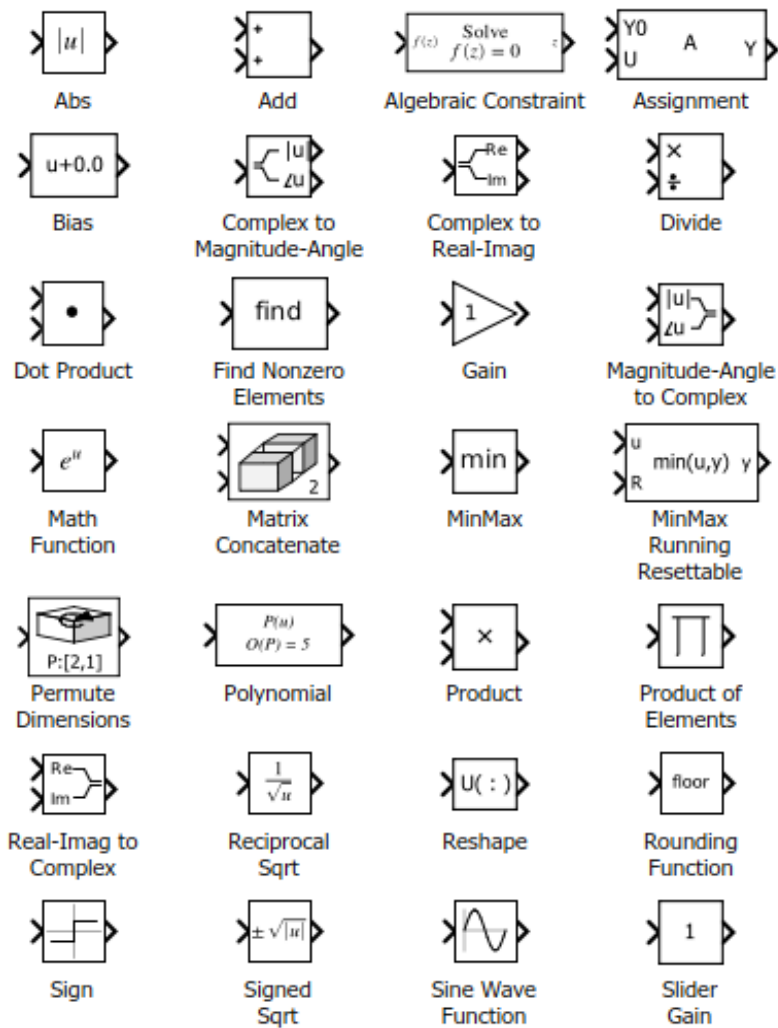 |u|
+
+
f(z) Solve f(z) = 0 z
Y0 U A Y
Abs
Add
Algebraic Constraint
Assignment
u+0.0
|u| ∠u
Re Im
× ÷
Bias
Complex to
Magnitude-Angle
Complex to
Real-Imag
Divide
find
1
|u| ∠u
Dot Product
Find Nonzero
Elements
Gain
Magnitude-Angle
to Complex
e^u
2
min
u R min(u,y) y
Math
Function
Matrix
Concatenate
MinMax
MinMax
Running
Resettable
P:[2,1]
P(u)
O(P) = 5
×
∏
Permute
Dimensions
Polynomial
Product
Product of
Elements
Re Im
1/√u
U( : )
floor
Real-Imag to
Complex
Reciprocal
Sqrt
Reshape
Rounding
Function
± √|u|
1
Sign
Signed
Sqrt
Sine Wave
Function
Slider
Gain